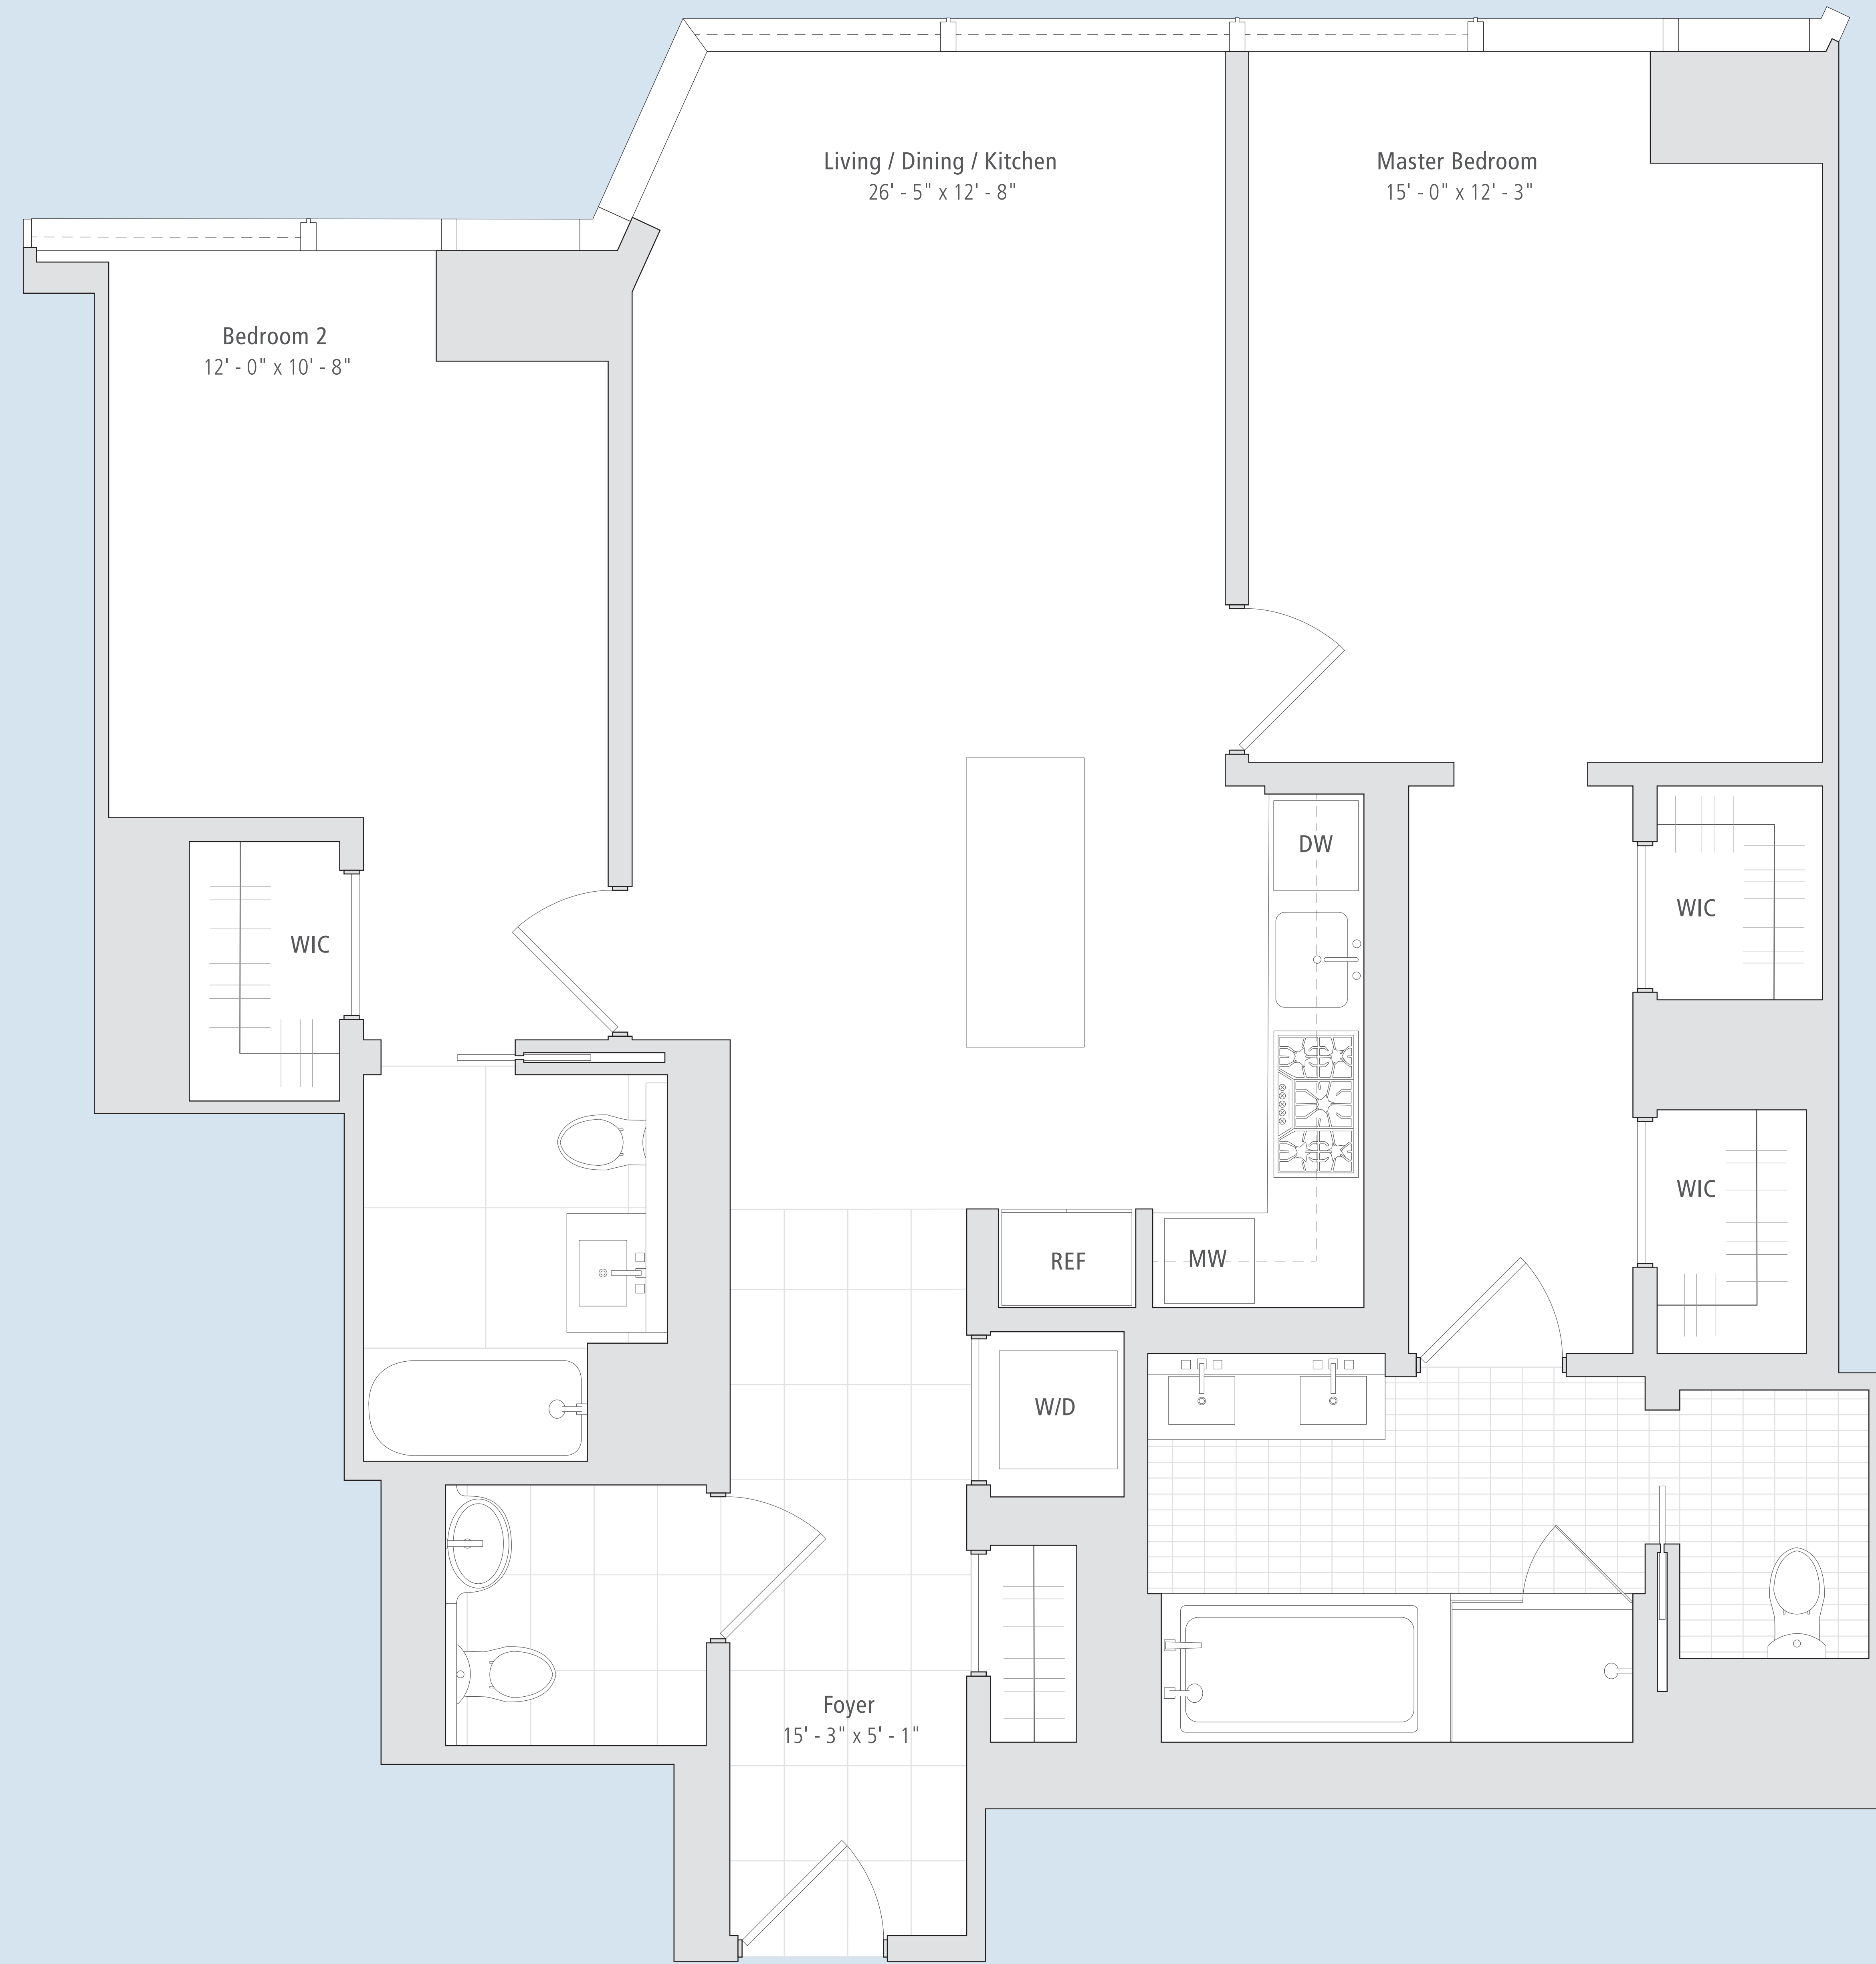 Living / Dining / Kitchen
26' - 5" x 12' - 8"
Master Bedroom
15' - 0" x 12' - 3"
Bedroom 2
12' - 0" x 10' - 8"
DW
WIC
WIC
WIC
REF
MW
W/D
Foyer
15' - 3" x 5' - 1"